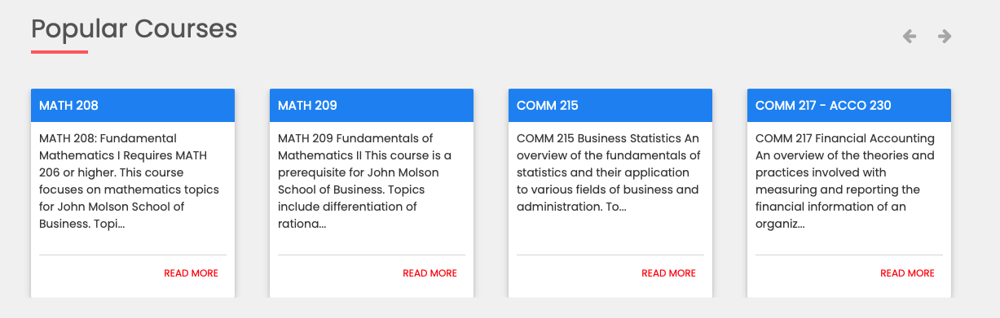 Popular Courses
MATH 208
MATH 208: Fundamental
Mathematics I Requires MATH
206 or higher. This course
focuses on mathematics topics
for John Molson School of
Business. Topi...
READ MORE
MATH 209
MATH 209 Fundamentals of
Mathematics II This course is a
prerequisite for John Molson
School of Business. Topics
include differentiation of
rationa...
READ MORE
COMM 215
COMM 215 Business Statistics An
overview of the fundamentals of
statistics and their application
to various fields of business and
administration. To...
READ MORE
COMM 217 - ACCO 230
COMM 217 Financial Accounting
An overview of the theories and
practices involved with
measuring and reporting the
financial information of an
organiz...
READ MORE